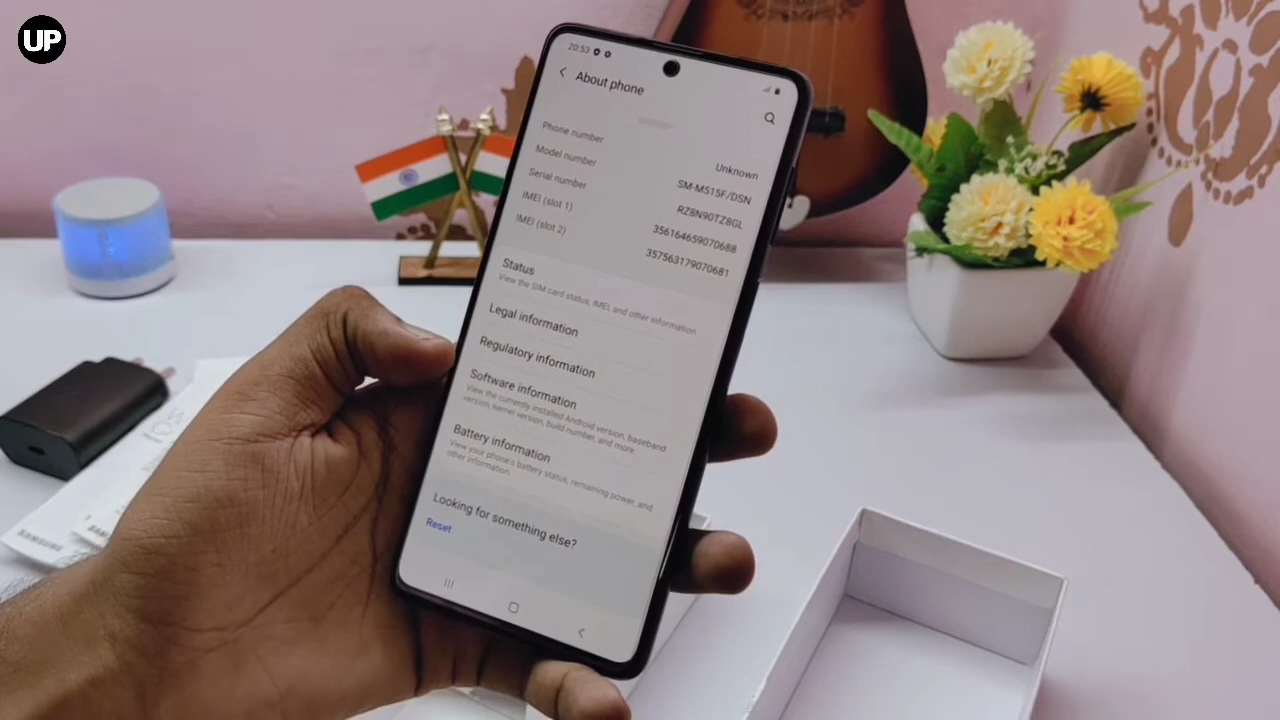 UP
20:53
About phone
Phone number
Unknown
Model number
SM-M515F/DSN
Serial number
RZ8N90TZ8GL
IMEI (slot 1)
356164659070688
IMEI (slot 2)
357563179070681
Status
View the SIM card status, IMEI, and other information.
Legal information
Regulatory information
Software information
View the currently installed Android version, baseband
version, kernel version, build number, and more.
Battery information
View your phone's battery status, remaining power, and
other information.
Looking for something else?
Reset
SAMSUNG